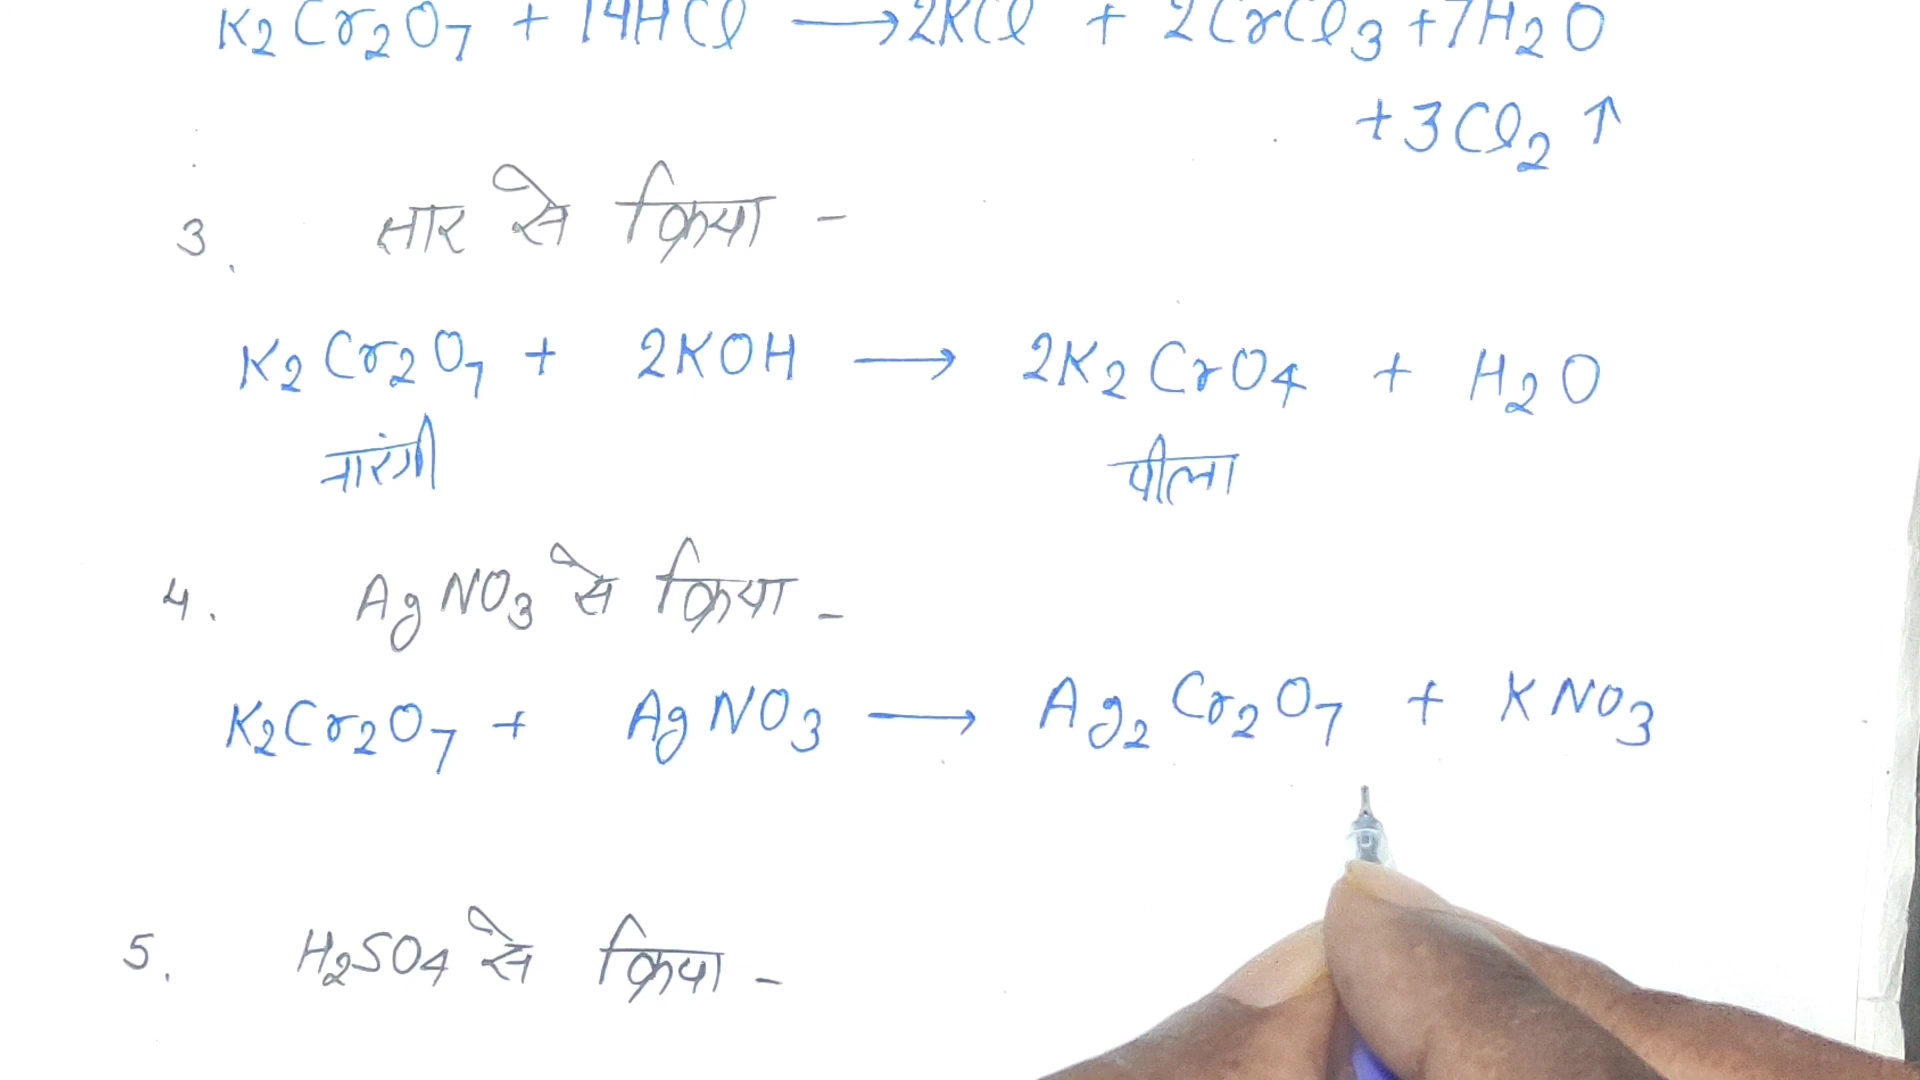 K2Cr2O7 + 14HCl ⟶ 2KCl + 2CrCl3 + 7H2O
+ 3Cl2 ↑
3. क्षार से क्रिया -
K2Cr2O7 + 2KOH ⟶ 2K2CrO4 + H2O
नारंगी पीला
4. AgNO3 से क्रिया -
K2Cr2O7 + AgNO3 ⟶ Ag2Cr2O7 + KNO3
5. H2SO4 से क्रिया -